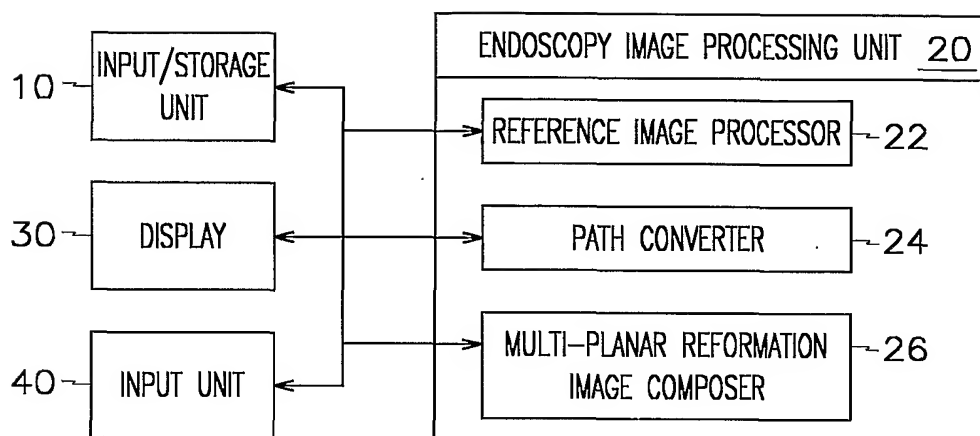 ENDOSCOPY IMAGE PROCESSING UNIT 20
10
INPUT/STORAGE
UNIT
REFERENCE IMAGE PROCESSOR
22
30
DISPLAY
PATH CONVERTER
24
40
INPUT UNIT
MULTI-PLANAR REFORMATION
IMAGE COMPOSER
26